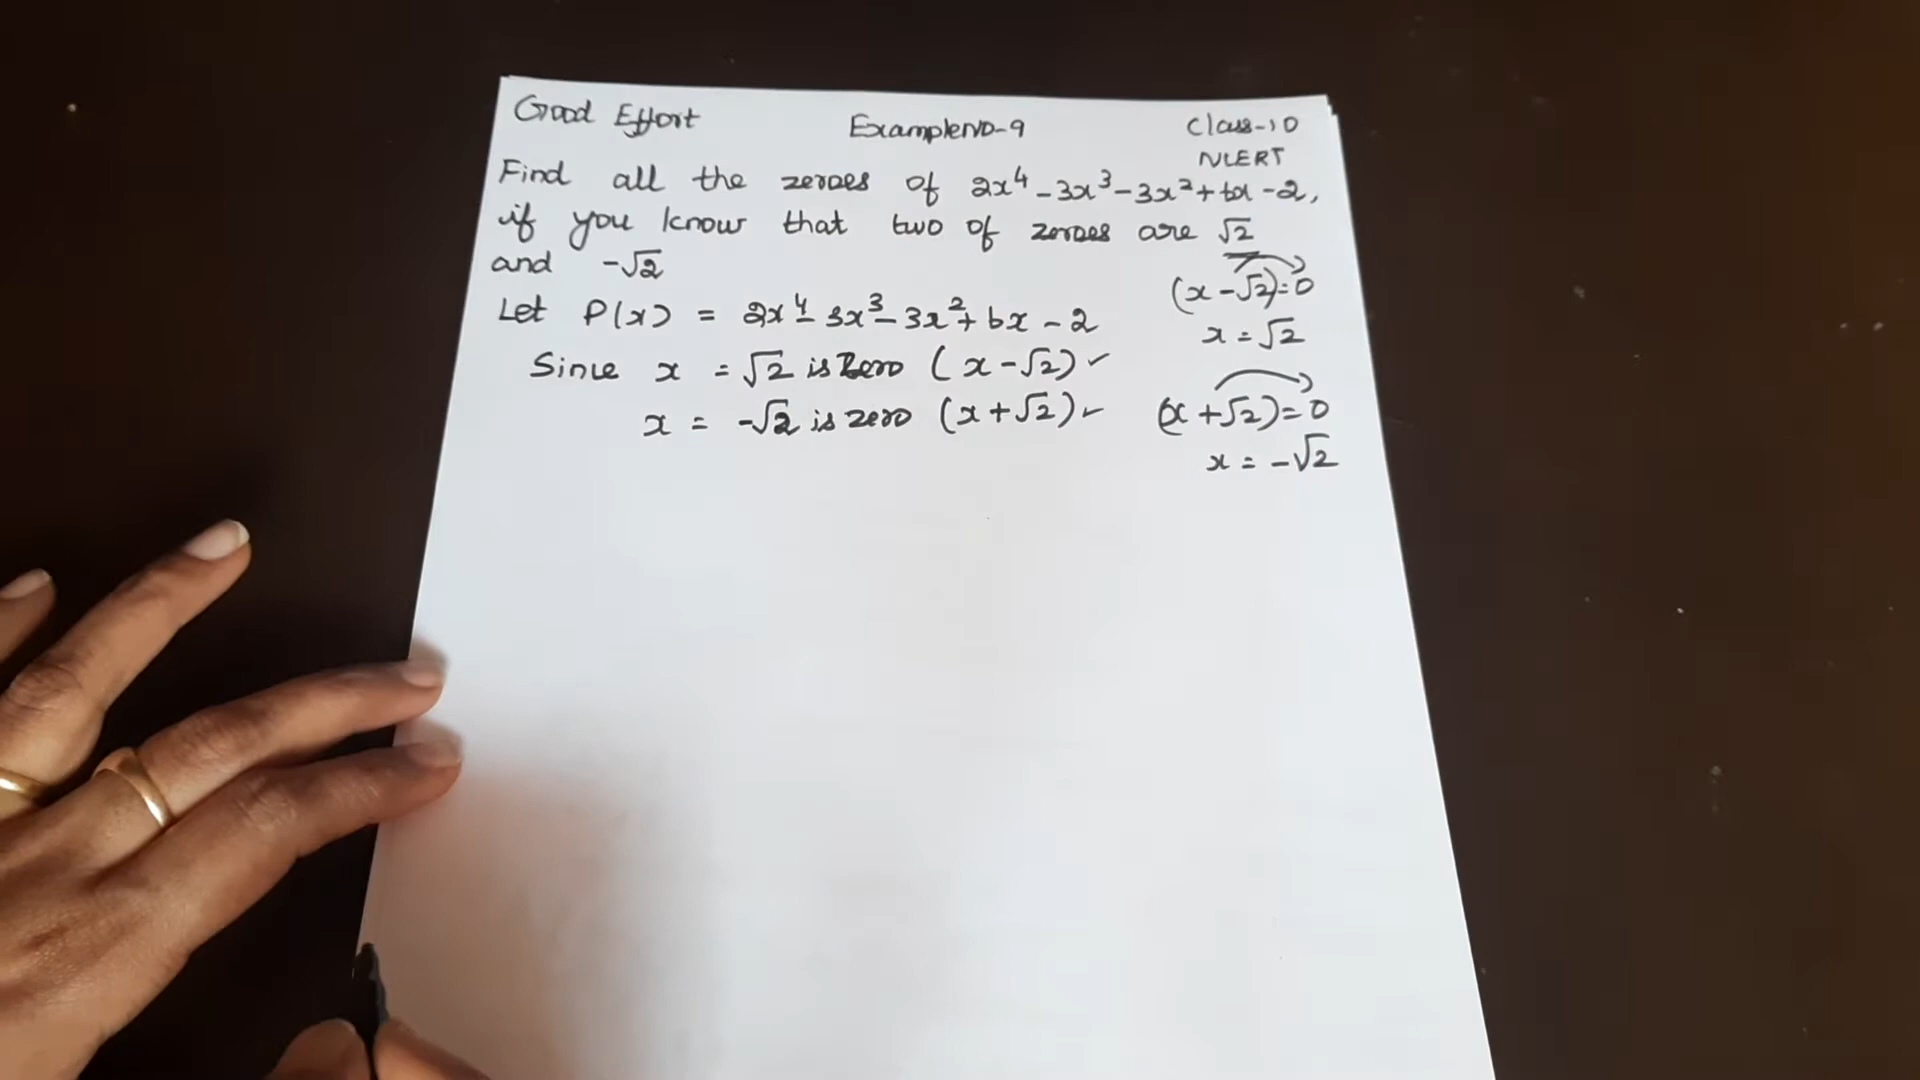 Good Effort ExampleNO-9 Class-10
NCERT
Find all the zeroes of 2x⁴-3x³-3x²+6x-2,
if you know that two of zeroes are √2
and -√2
(x-√2)=0
Let P(x) = 2x⁴-3x³-3x²+6x-2
x=√2
Since x = √2 is Zero (x-√2)✓
x = -√2 is zero (x+√2)✓
(x+√2)=0
x = -√2